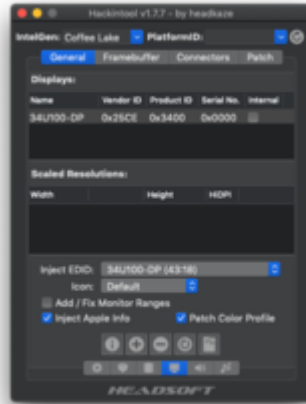 Hackintool v1.7.7 - by headkaze
IntelGen: Coffee Lake PlatformID:
General Framebuffer Connectors Patch
Displays:
Name Vendor ID Product ID Serial No. Internal
34U100-DP 0x25CE 0x3400 0x0000
Scaled Resolutions:
Width Height HiDPI
Inject EDID: 34U100-DP (43:18)
Icon: Default
Add / Fix Monitor Ranges
Inject Apple Info Patch Color Profile
HEADSOFT